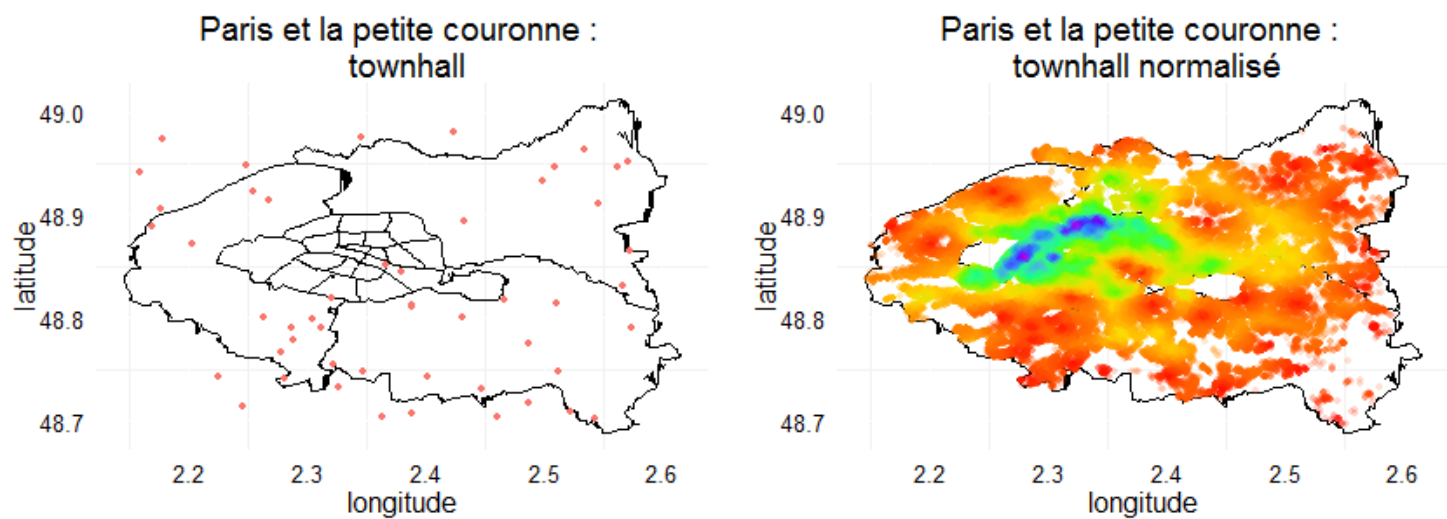 Paris et la petite couronne :
townhall
49.0
48.9
48.8
48.7
latitude
2.2 2.3 2.4 2.5 2.6
longitude
Paris et la petite couronne :
townhall normalisé
49.0
48.9
48.8
48.7
latitude
2.2 2.3 2.4 2.5 2.6
longitude